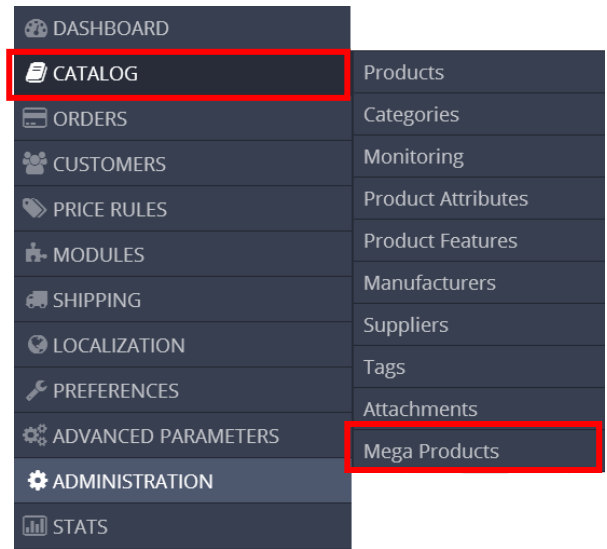 DASHBOARD
CATALOG
ORDERS
CUSTOMERS
PRICE RULES
MODULES
SHIPPING
LOCALIZATION
PREFERENCES
ADVANCED PARAMETERS
ADMINISTRATION
STATS
Products
Categories
Monitoring
Product Attributes
Product Features
Manufacturers
Suppliers
Tags
Attachments
Mega Products